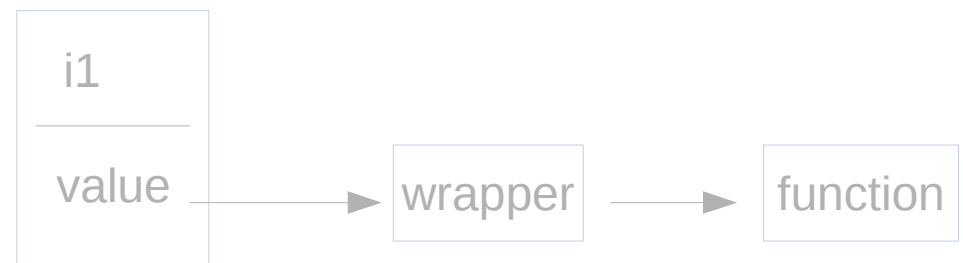 i1
value
wrapper
function